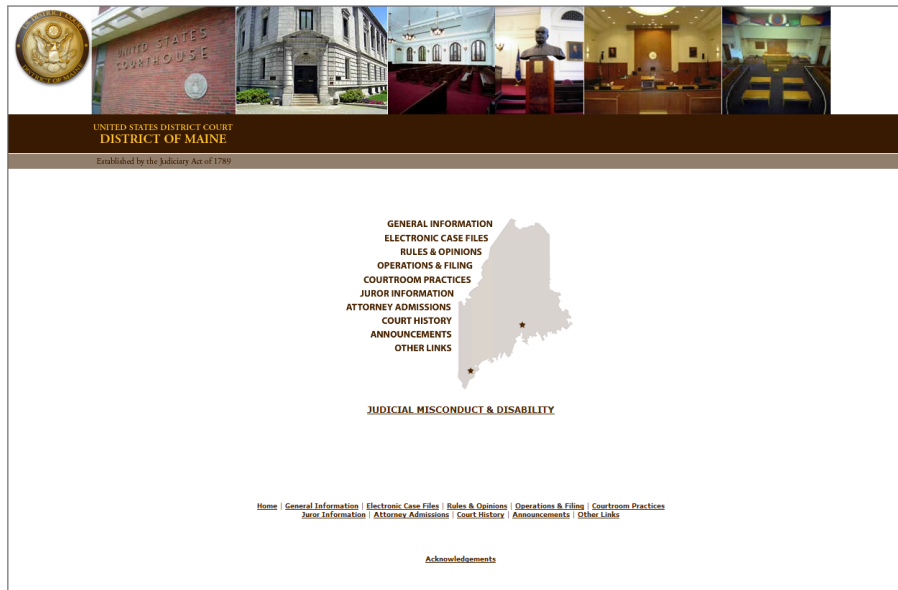 UNITED STATES
COURTHOUSE
UNITED STATES DISTRICT COURT
DISTRICT OF MAINE
Established by the Judiciary Act of 1789
GENERAL INFORMATION
ELECTRONIC CASE FILES
RULES & OPINIONS
OPERATIONS & FILING
COURTROOM PRACTICES
JUROR INFORMATION
ATTORNEY ADMISSIONS
COURT HISTORY
ANNOUNCEMENTS
OTHER LINKS
JUDICIAL MISCONDUCT & DISABILITY
Home | General Information | Electronic Case Files | Rules & Opinions | Operations & Filing | Courtroom Practices
Juror Information | Attorney Admissions | Court History | Announcements | Other Links
Acknowledgements